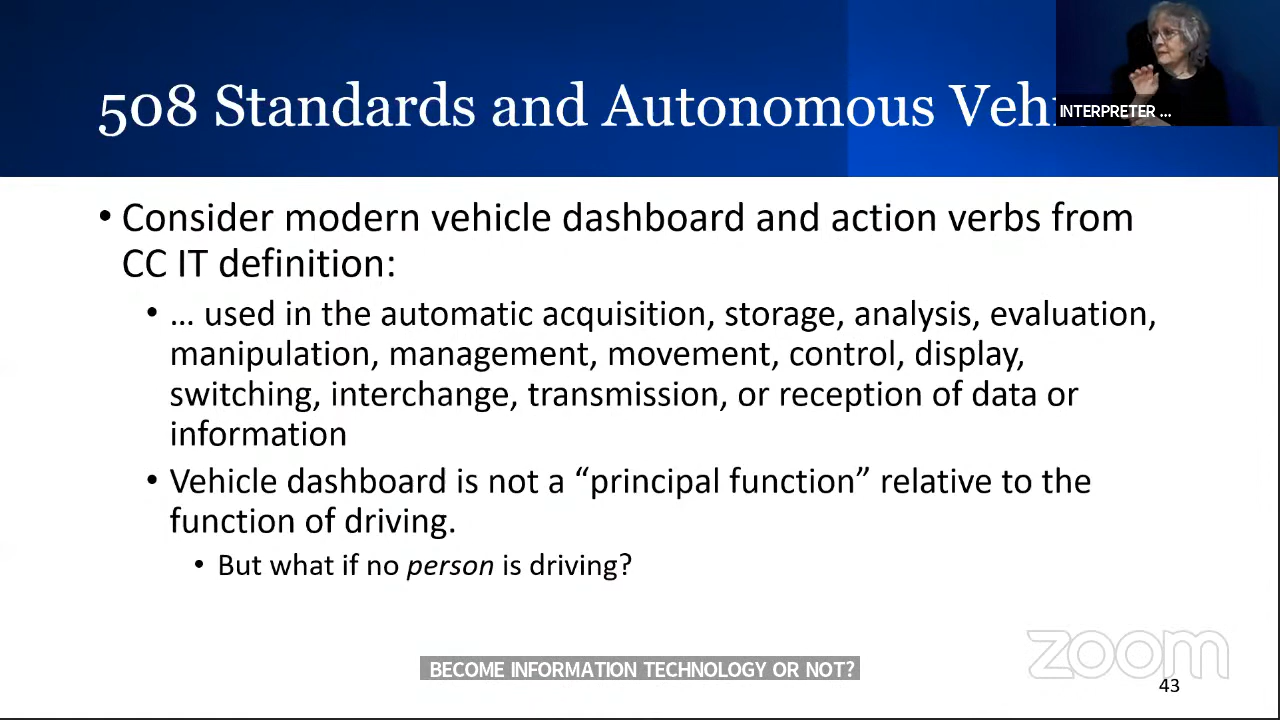 508 Standards and Autonomous Veh
INTERPRETER ...
• Consider modern vehicle dashboard and action verbs from
CC IT definition:
• ... used in the automatic acquisition, storage, analysis, evaluation,
manipulation, management, movement, control, display,
switching, interchange, transmission, or reception of data or
information
• Vehicle dashboard is not a “principal function” relative to the
function of driving.
• But what if no person is driving?
BECOME INFORMATION TECHNOLOGY OR NOT?
zoom
43